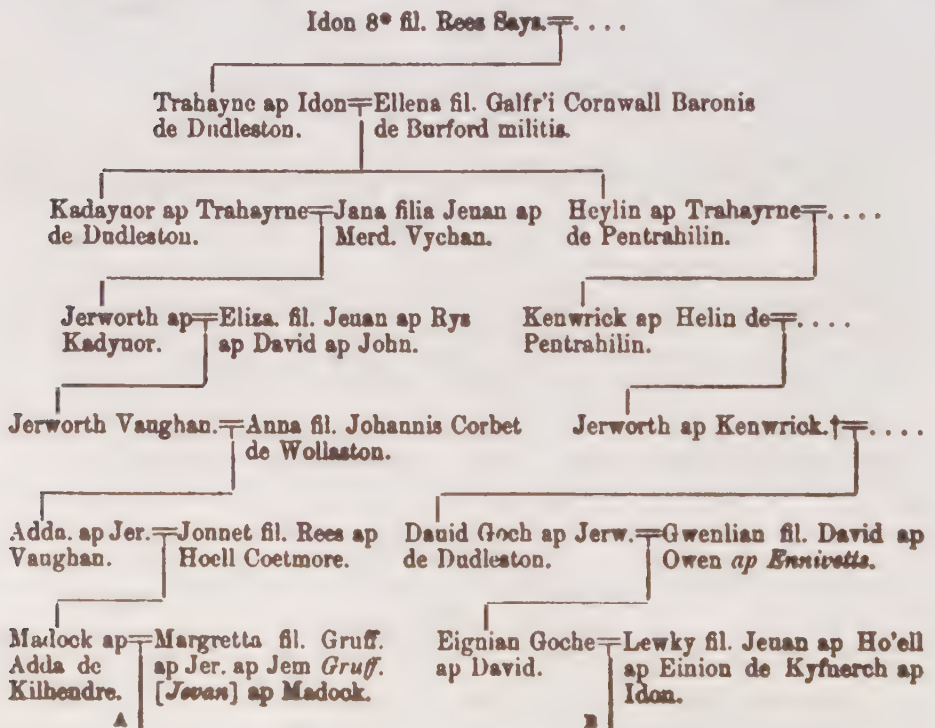 Idon 8* fil. Rees Says.=....
Trahayne ap Idon=Ellena fil. Galfr'i Cornwall Baronis
de Dudleston. de Burford militis.
Kadaynor ap Trahayrne=Jana filia Jeuan ap Heylin ap Trahayrne=....
de Dudleston. Merd. Vychan. de Pentrahilin.
Jerworth ap=Eliza. fil. Jeuan ap Rys Kenwrick ap Helin de=....
Kadynor. ap David ap John. Pentrahilin.
Jerworth Vaughan.=Anna fil. Johannis Corbet Jerworth ap Kenwrick.†=....
de Wollaston.
Adda. ap Jer.=Jonnet fil. Rees ap Dauid Goch ap Jerw.=Gwenlian fil. David ap
Vaughan. Hoell Coetmore. de Dudleston. Owen ap Ennivetts.
Madock ap=Margretta fil. Gruff. Eignian Goche=Lewky fil. Jeuan ap Ho'ell
Adda de ap Jer. ap Jem Gruff. ap David. ap Einion de Kyfnerch ap
Kilhendre. [Jevan] ap Madock. Idon.
A B